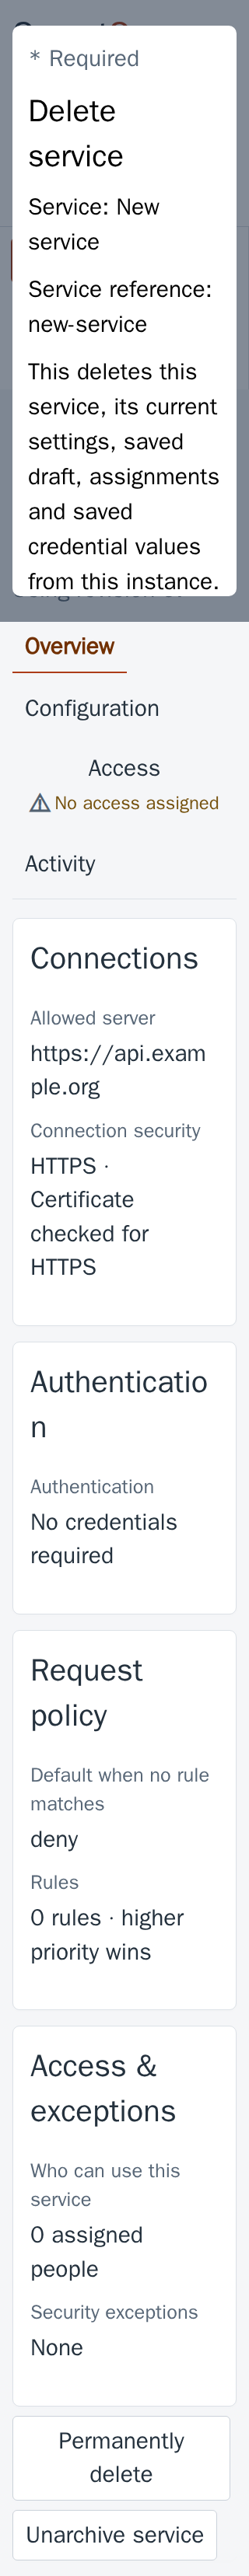 * Required
Delete
service
Service: New
service
Service reference:
new-service
This deletes this
service, its current
settings, saved
draft, assignments
and saved
credential values
from this instance.
Overview
Configuration
Access
No access assigned
Activity
Connections
Allowed server
https://api.exam
ple.org
Connection security
HTTPS ·
Certificate
checked for
HTTPS
Authenticatio
n
Authentication
No credentials
required
Request
policy
Default when no rule
matches
deny
Rules
0 rules · higher
priority wins
Access &
exceptions
Who can use this
service
0 assigned
people
Security exceptions
None
Permanently
delete
Unarchive service